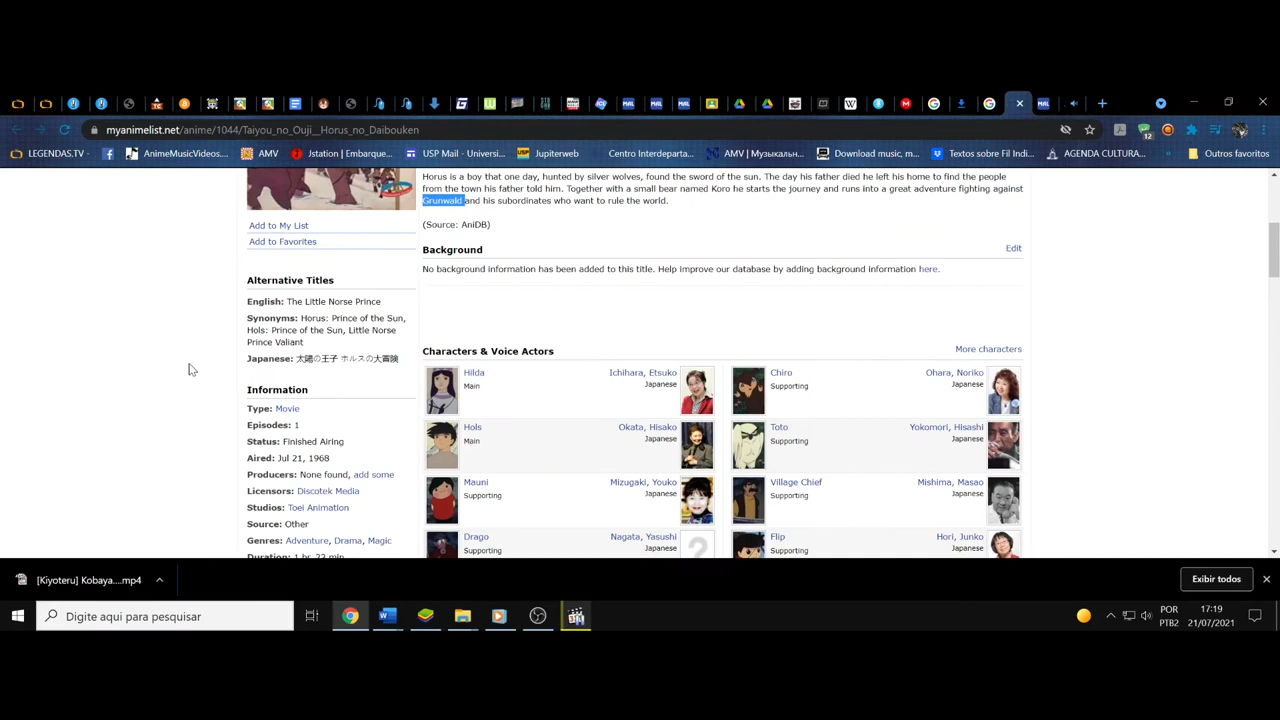 myanimelist.net/anime/1044/Taiyou_no_Ouji__Horus_no_Daibouken
12
LEGENDAS.TV -
AnimeMusicVideos...
AMV
Jstation | Embarque...
USP Mail - Universi...
Jupiterweb
Centro Interdeparta...
AMV | Музыкальн...
Download music, m...
Textos sobre Fil Indi...
AGENDA CULTURA...
»
Outros favoritos
Horus is a boy that one day, hunted by silver wolves, found the sword of the sun. The day his father died he left his home to find the people
from the town his father told him. Together with a small bear named Koro he starts the journey and runs into a great adventure fighting against
Grunwald and his subordinates who want to rule the world.
(Source: AniDB)
Add to My List
Add to Favorites
Background
Edit
No background information has been added to this title. Help improve our database by adding background information here.
Alternative Titles
English: The Little Norse Prince
Synonyms: Horus: Prince of the Sun,
Hols: Prince of the Sun, Little Norse
Prince Valiant
Japanese: 太陽の王子 ホルスの大冒険
Information
Type: Movie
Episodes: 1
Status: Finished Airing
Aired: Jul 21, 1968
Producers: None found, add some
Licensors: Discotek Media
Studios: Toei Animation
Source: Other
Genres: Adventure, Drama, Magic
Duration: 1 hr. 22 min.
Characters & Voice Actors
More characters
Hilda
Main
Ichihara, Etsuko
Japanese
Chiro
Supporting
Ohara, Noriko
Japanese
Hols
Main
Okata, Hisako
Japanese
Toto
Supporting
Yokomori, Hisashi
Japanese
Mauni
Supporting
Mizugaki, Youko
Japanese
Village Chief
Supporting
Mishima, Masao
Japanese
Drago
Supporting
Nagata, Yasushi
Japanese
?
Flip
Supporting
Hori, Junko
Japanese
[Kiyoteru] Kobaya....mp4
Exibir todos
Digite aqui para pesquisar
POR
PTB2
17:19
21/07/2021